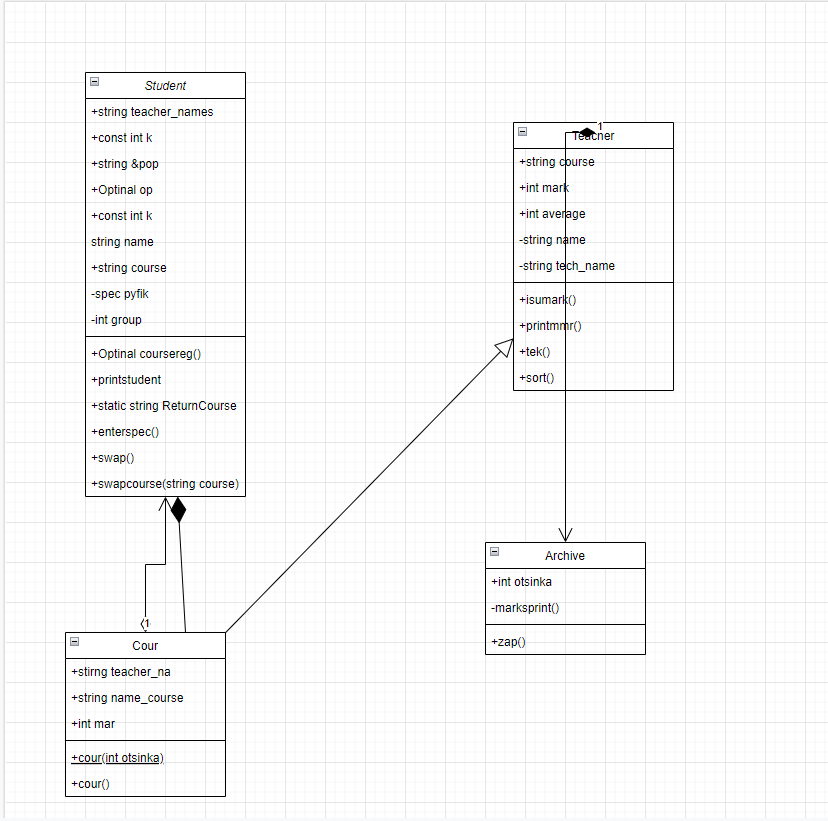 Student
+string teacher_names
+const int k
+string &pop
+Optinal op
+const int k
string name
+string course
-spec pyfik
-int group
+Optinal coursereg()
+printstudent
+static string ReturnCourse
+enterspec()
+swap()
+swapcourse(string course)
1
Teacher
+string course
+int mark
+int average
-string name
-string tech_name
+isumark()
+printmmr()
+tek()
+sort()
Archive
+int otsinka
-marksprint()
+zap()
1
Cour
+stirng teacher_na
+string name_course
+int mar
+cour(int otsinka)
+cour()